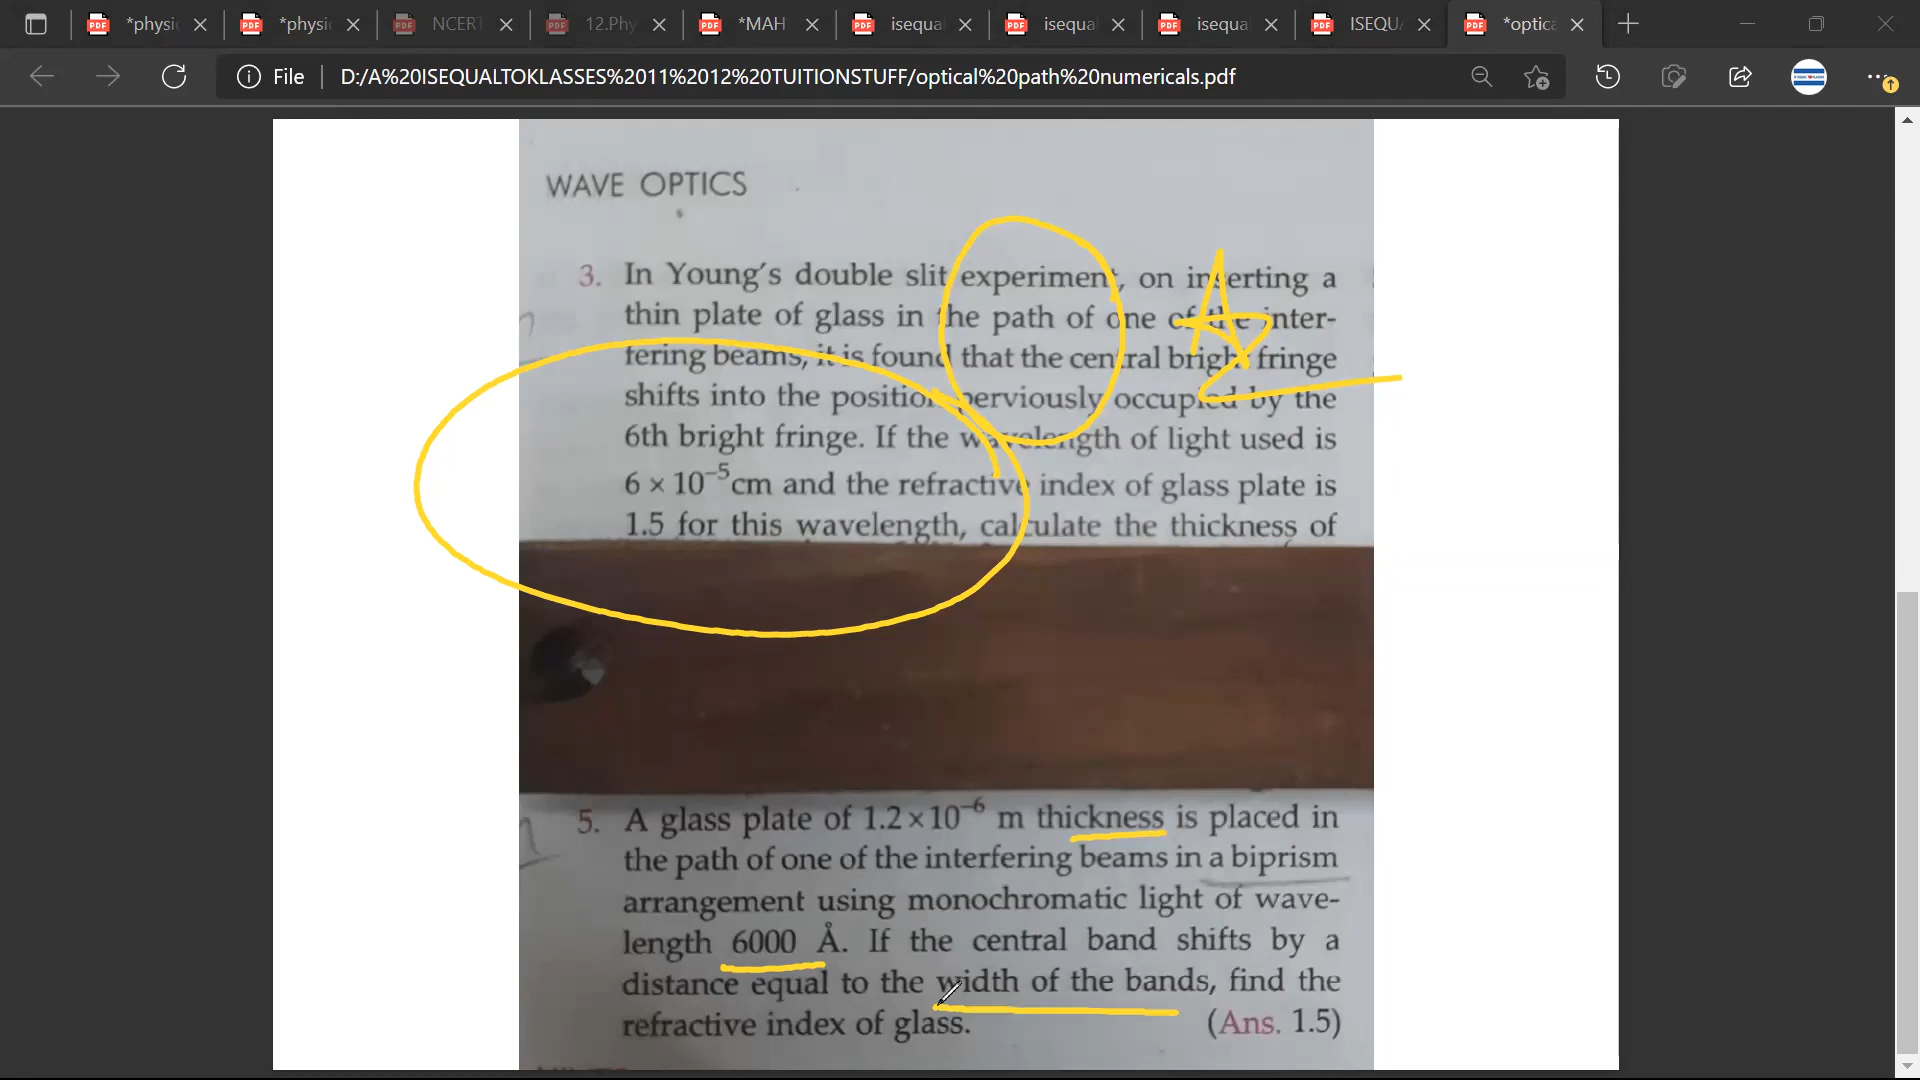 *physic
*physic
NCERT
12.Phy
*MAH
isequal
isequal
isequal
ISEQUA
*optica
File
D:/A%20ISEQUALTOKLASSES%2011%2012%20TUITIONSTUFF/optical%20path%20numericals.pdf
WAVE OPTICS
3. In Young's double slit experiment, on inserting a
thin plate of glass in the path of one of the inter-
fering beams, it is found that the central bright fringe
shifts into the position perviously occupied by the
6th bright fringe. If the wavelength of light used is
6 × 10⁻⁵cm and the refractive index of glass plate is
1.5 for this wavelength, calculate the thickness of
5. A glass plate of 1.2×10⁻⁶ m thickness is placed in
the path of one of the interfering beams in a biprism
arrangement using monochromatic light of wave-
length 6000 Å. If the central band shifts by a
distance equal to the width of the bands, find the
refractive index of glass. (Ans. 1.5)